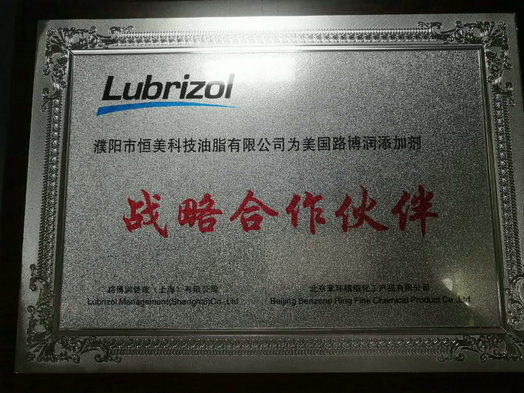 Lubrizol
濮阳市恒美科技油脂有限公司为美国路博润添加剂
战略合作伙伴
路博润管理（上海）有限公司
Lubrizol Management(Shanghai)Co.,Ltd
北京苯环精细化工产品有限公司
Beijing Benzene Ring Fine Chemical Product Co.,Ltd